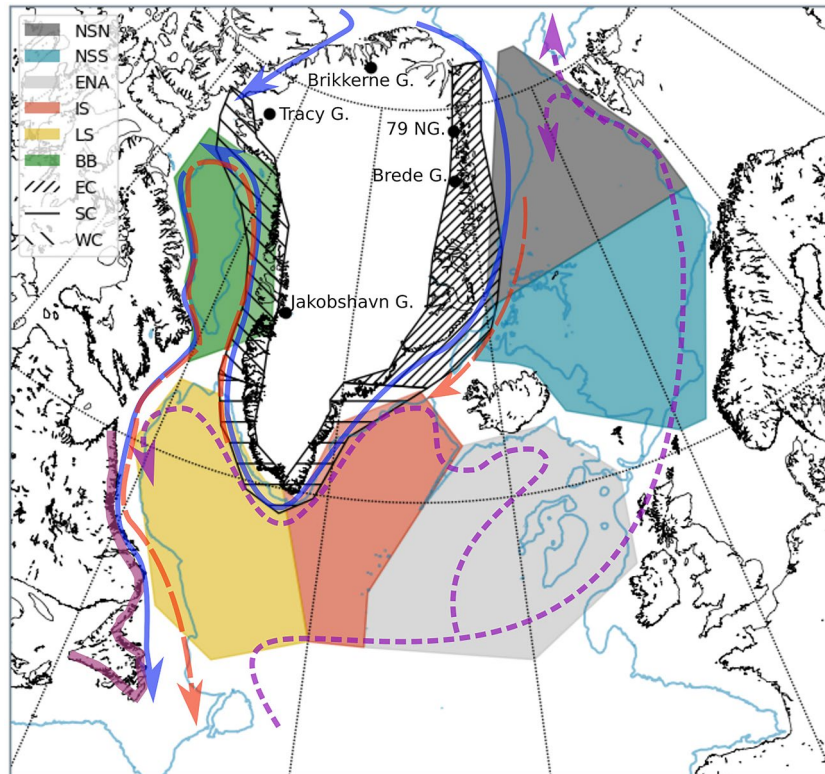 NSN
NSS
ENA
IS
LS
BB
EC
SC
WC
Brikkerne G.
Tracy G.
79 NG.
Brede G.
Jakobshavn G.